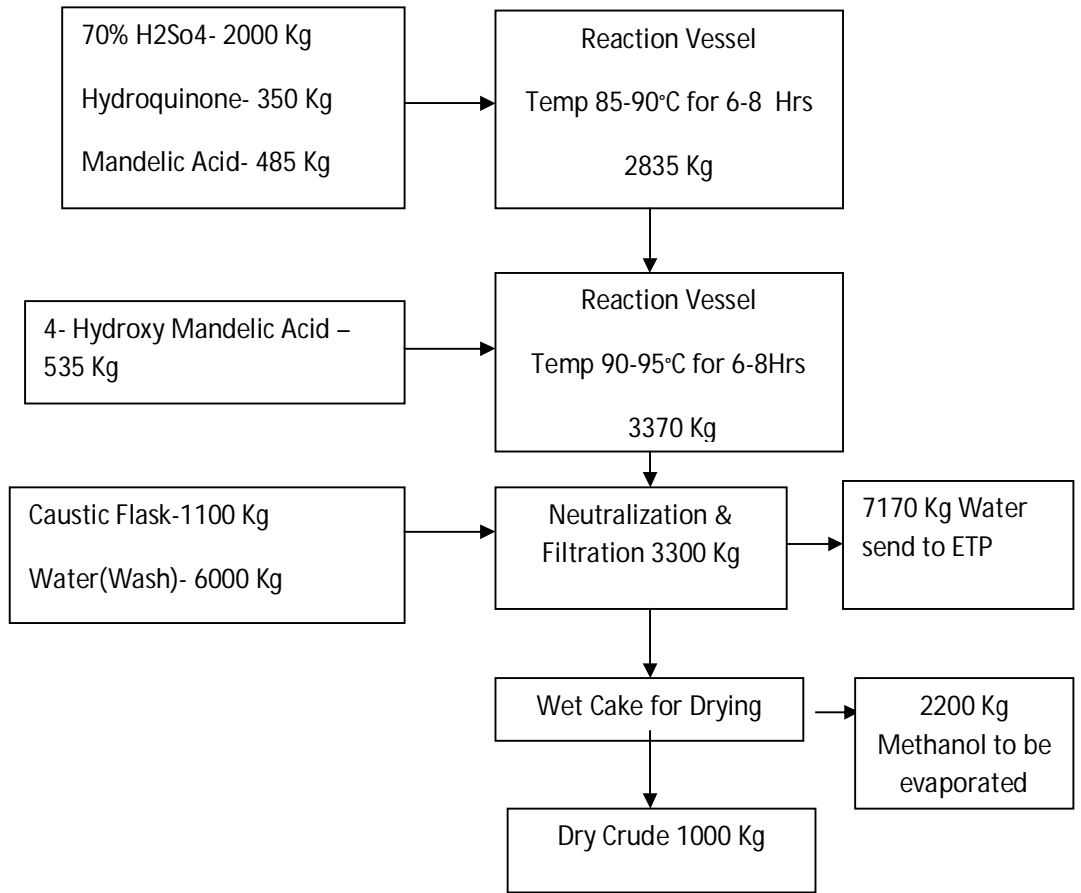 70% H2So4- 2000 Kg
Hydroquinone- 350 Kg
Mandelic Acid- 485 Kg
Reaction Vessel
Temp 85-90°C for 6-8 Hrs
2835 Kg
4- Hydroxy Mandelic Acid –
535 Kg
Reaction Vessel
Temp 90-95°C for 6-8Hrs
3370 Kg
Caustic Flask-1100 Kg
Water(Wash)- 6000 Kg
Neutralization &
Filtration 3300 Kg
7170 Kg Water
send to ETP
Wet Cake for Drying
2200 Kg
Methanol to be
evaporated
Dry Crude 1000 Kg